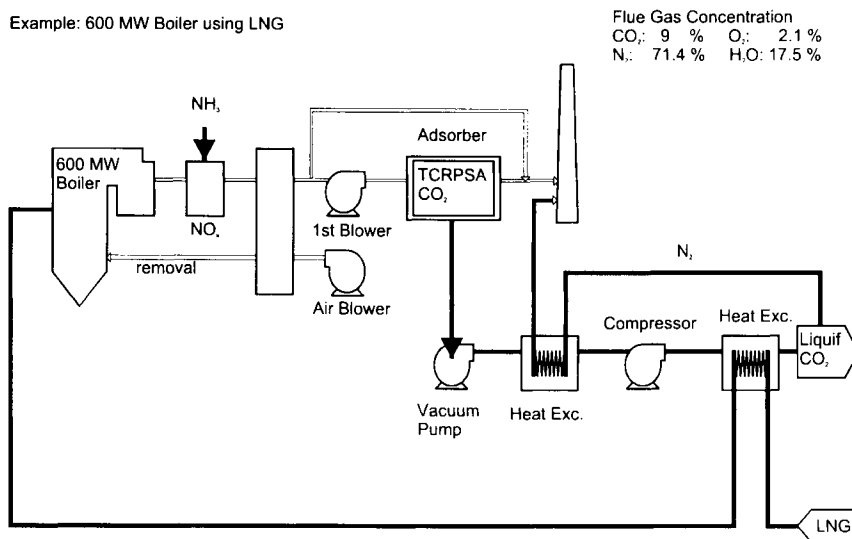 Example: 600 MW Boiler using LNG
Flue Gas Concentration
CO₂: 9 % O₂: 2.1 %
N₂: 71.4 % H₂O: 17.5 %
NH₃
Adsorber
600 MW
Boiler
TCRPSA
CO₂
NOₓ
1st Blower
removal
Air Blower
N₂
Compressor
Heat Exc.
Liquif
CO₂
Vacuum
Pump
Heat Exc.
LNG